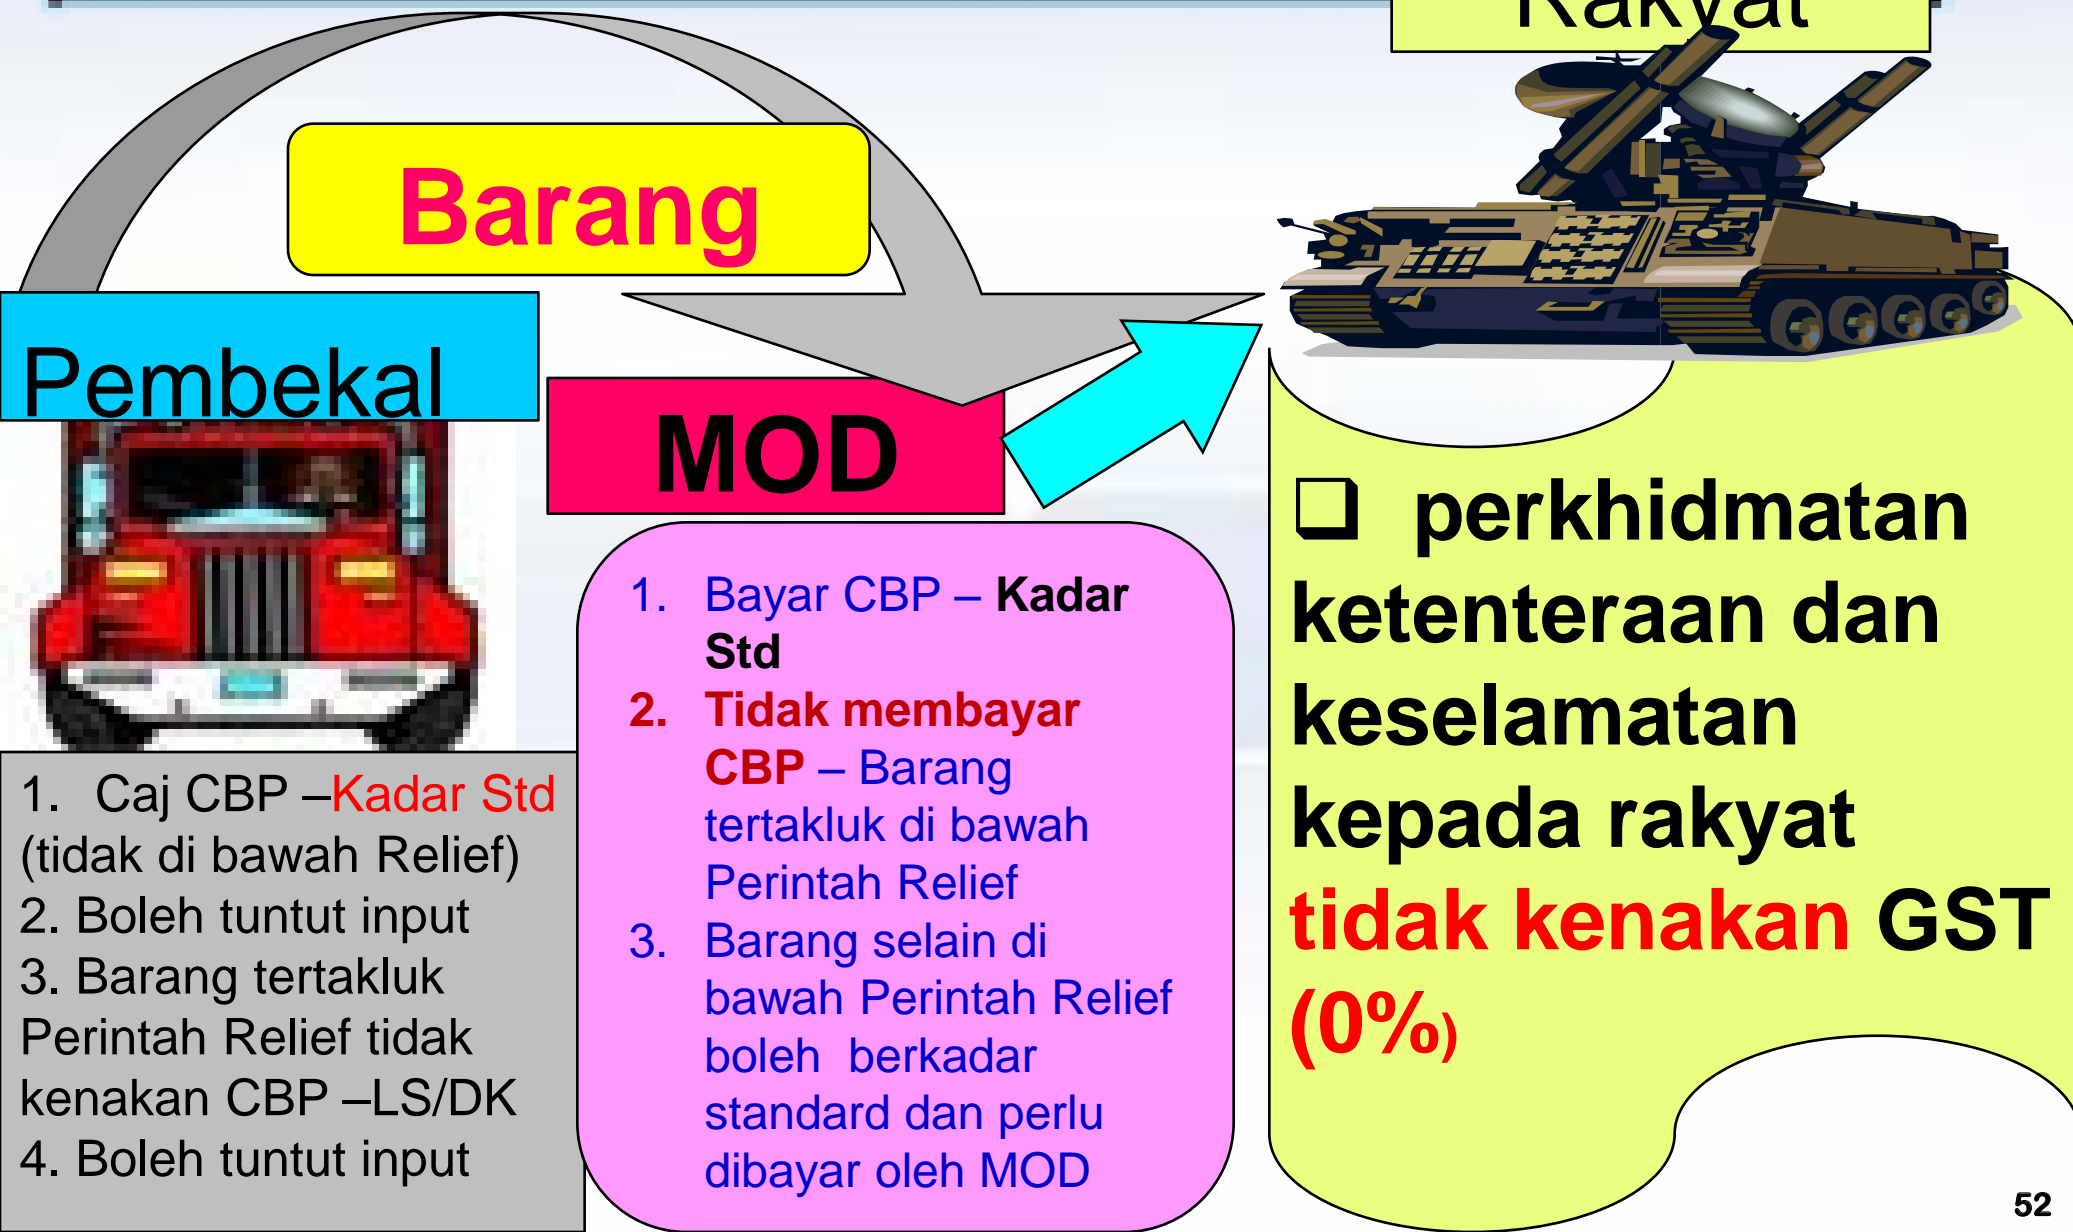 Rakyat
Barang
Pembekal
MOD
1. Caj CBP –Kadar Std
(tidak di bawah Relief)
2. Boleh tuntut input
3. Barang tertakluk
Perintah Relief tidak
kenakan CBP –LS/DK
4. Boleh tuntut input
1. Bayar CBP – Kadar
Std
2. Tidak membayar
CBP – Barang
tertakluk di bawah
Perintah Relief
3. Barang selain di
bawah Perintah Relief
boleh berkadar
standard dan perlu
dibayar oleh MOD
❑ perkhidmatan
ketenteraan dan
keselamatan
kepada rakyat
tidak kenakan GST
(0%)
52